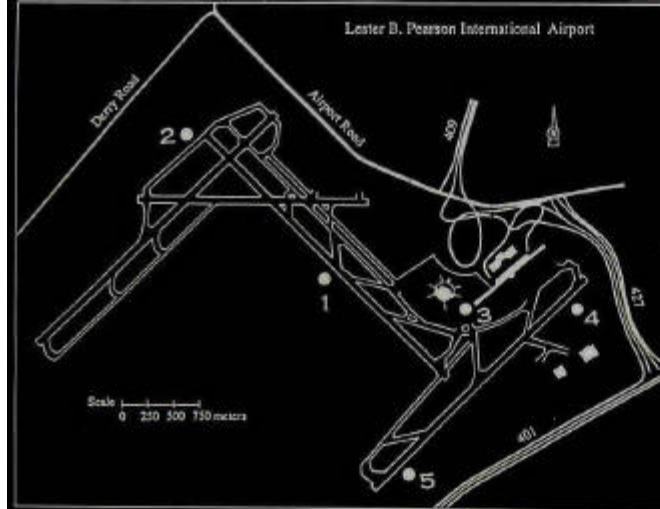 Lester B. Pearson International Airport
Derry Road
Airport Road
409
2
427
1
3
4
Scale
0 250 500 750 meters
401
5